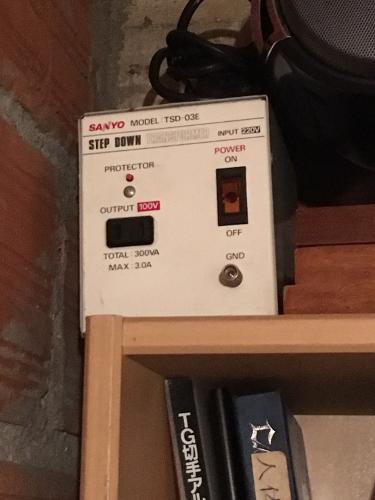 SANYO MODEL : TSD-03E
STEP DOWN TRANSFORMER INPUT 220V
PROTECTOR
POWER
ON
OUTPUT 100V
OFF
TOTAL : 300VA
MAX : 3.0A
GND
TG切手アル